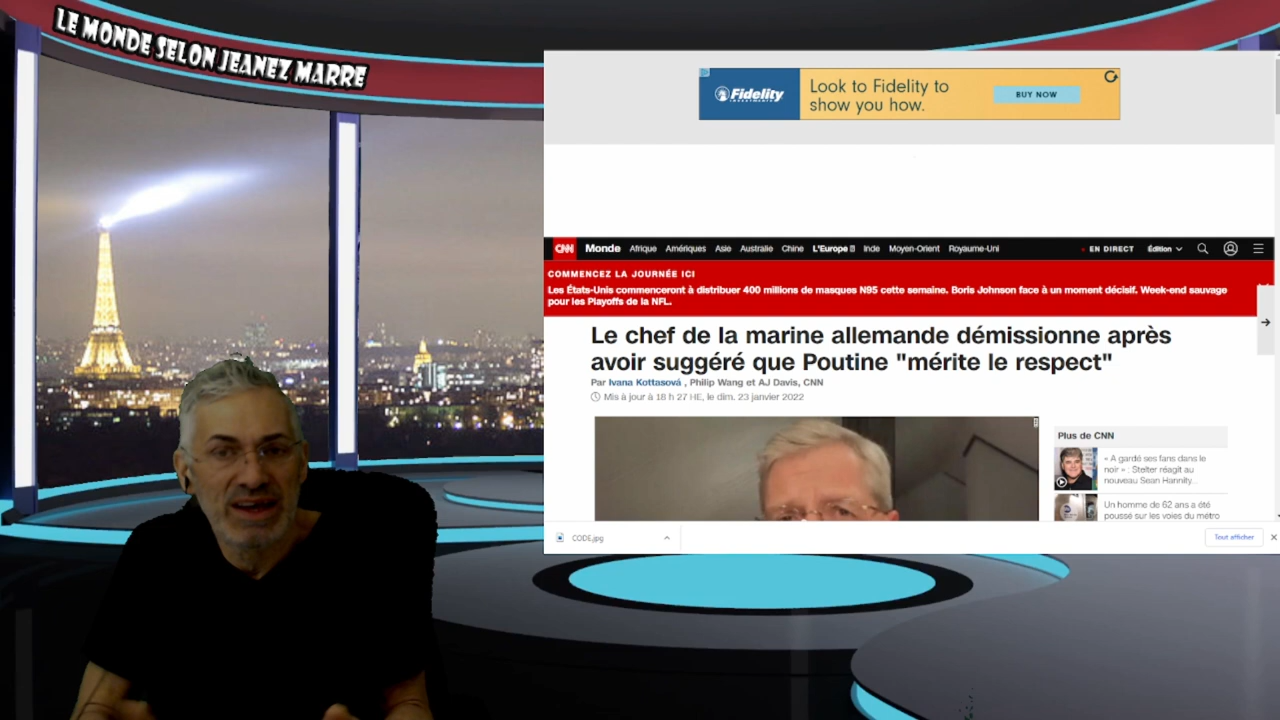 LE MONDE SELON JEANEZ MARRE
Fidelity
INVESTMENTS
Look to Fidelity to
show you how.
BUY NOW
CNN Monde Afrique Amériques Asie Australie Chine L'Europe Inde Moyen-Orient Royaume-Uni EN DIRECT Édition
COMMENCEZ LA JOURNÉE ICI
Les États-Unis commenceront à distribuer 400 millions de masques N95 cette semaine. Boris Johnson face à un moment décisif. Week-end sauvage
pour les Playoffs de la NFL.
Le chef de la marine allemande démissionne après
avoir suggéré que Poutine "mérite le respect"
Par Ivana Kottasová , Philip Wang et AJ Davis, CNN
Mis à jour à 18 h 27 HE, le dim. 23 janvier 2022
Plus de CNN
« A gardé ses fans dans le
noir » : Stelter réagit au
nouveau Sean Hannity...
Un homme de 62 ans a été
poussé sur les voies du métro
CODE.jpg
Tout afficher